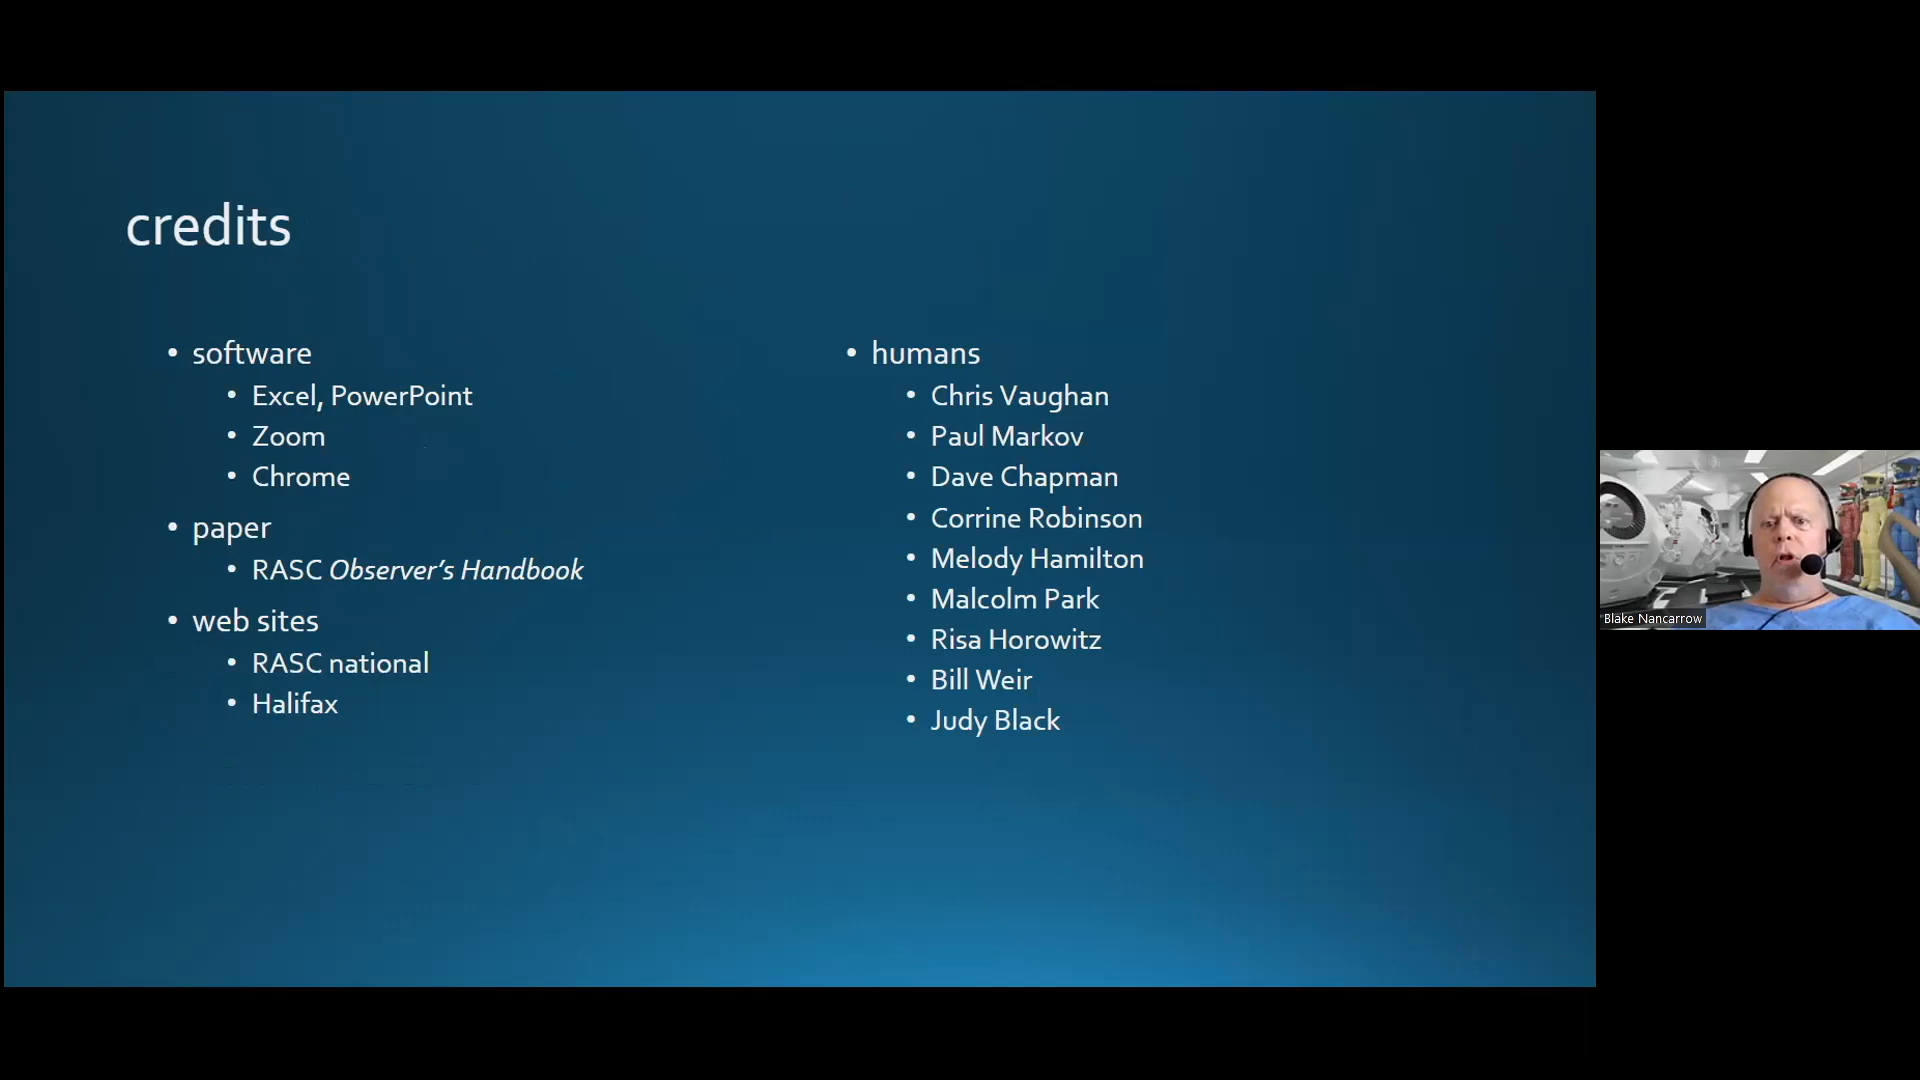 credits
• software
• Excel, PowerPoint
• Zoom
• Chrome
• paper
• RASC Observer's Handbook
• web sites
• RASC national
• Halifax
• humans
• Chris Vaughan
• Paul Markov
• Dave Chapman
• Corrine Robinson
• Melody Hamilton
• Malcolm Park
• Risa Horowitz
• Bill Weir
• Judy Black
Blake Nancarrow